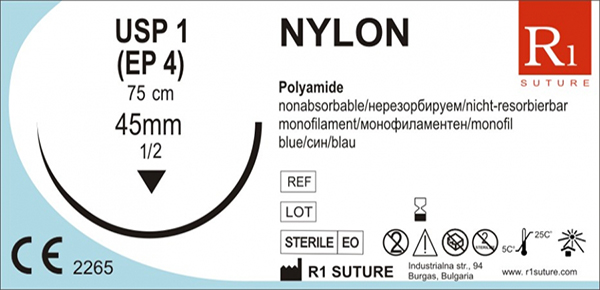 USP 1
(EP 4)
75 cm
45mm
1/2
CE 2265
NYLON
Polyamide
nonabsorbable/нерезорбируем/nicht-resorbierbar
monofilament/монофиламентен/monofil
blue/син/blau
REF
LOT
STERILE EO
2
STERILE
5C° 25C°
R1 SUTURE
Industrialna str., 94
Burgas, Bulgaria
R1
SUTURE
www. r1suture.com